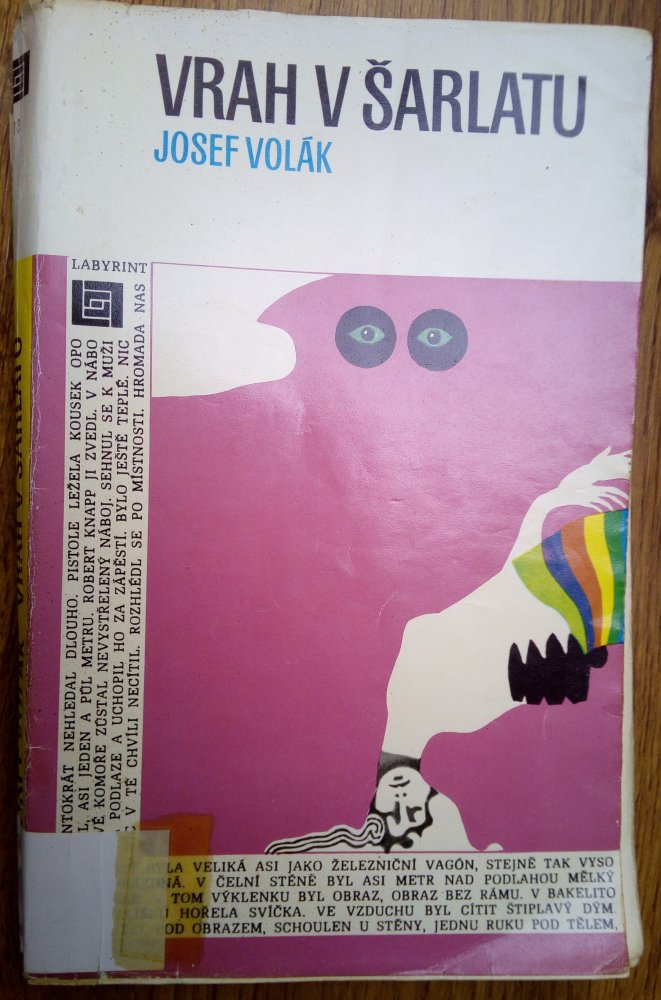 VRAH V ŠARLATU
JOSEF VOLÁK
LABYRINT
NTOKRÁT NEHLEDAL DLOUHO. PISTOLE LEŽELA KOUSEK OPO
L, ASI JEDEN A PŮL METRU. ROBERT KNAPP JI ZVEDL. V NÁBO
VÉ KOMOŘE ZŮSTAL NEVYSTŘELENÝ NÁBOJ. SEHNUL SE K MUŽI
PODLAZE A UCHOPIL HO ZA ZÁPĚSTÍ. BYLO JEŠTĚ TEPLÉ. NIC
C V TÉ CHVÍLI NECÍTIL. ROZHLÉDL SE PO MÍSTNOSTI. HROMADA NAS
BYLA VELIKÁ ASI JAKO ŽELEZNIČNÍ VAGÓN, STEJNĚ TAK VYSO
V ČELNÍ STĚNĚ BYL ASI METR NAD PODLAHOU MĚLKÝ
TOM VÝKLENKU BYL OBRAZ, OBRAZ BEZ RÁMU. V BAKELITO
HOŘELA SVÍČKA. VE VZDUCHU BYL CÍTIT ŠTIPLAVÝ DÝM.
OD OBRAZEM, SCHOULEN U STĚNY, JEDNU RUKU POD TĚLEM,
VRAH V ŠARLATU